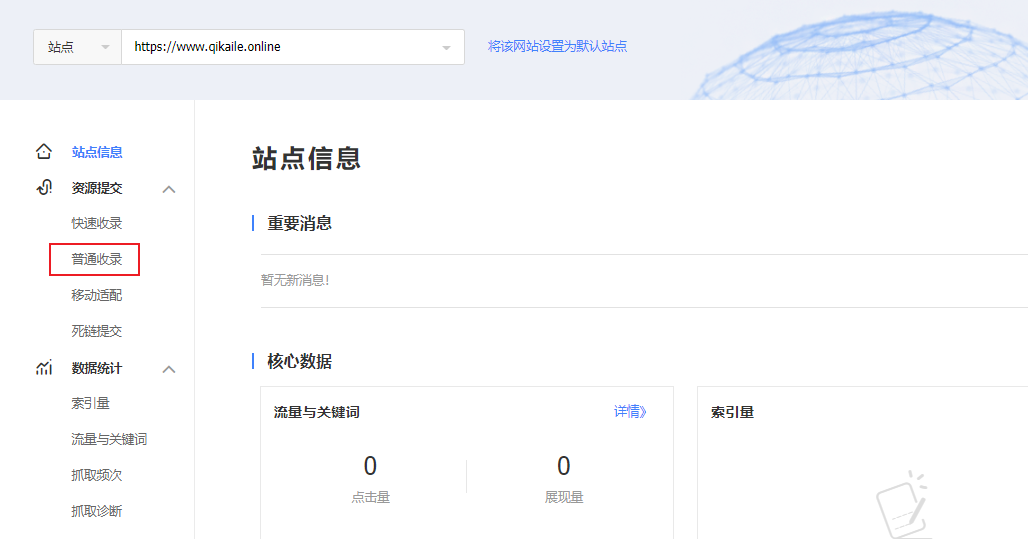 站点
https://www.qikaile.online
将该网站设置为默认站点
站点信息
资源提交
快速收录
普通收录
移动适配
死链提交
数据统计
索引量
流量与关键词
抓取频次
抓取诊断
站点信息
重要消息
暂无新消息!
核心数据
流量与关键词
详情》
0
点击量
0
展现量
索引量